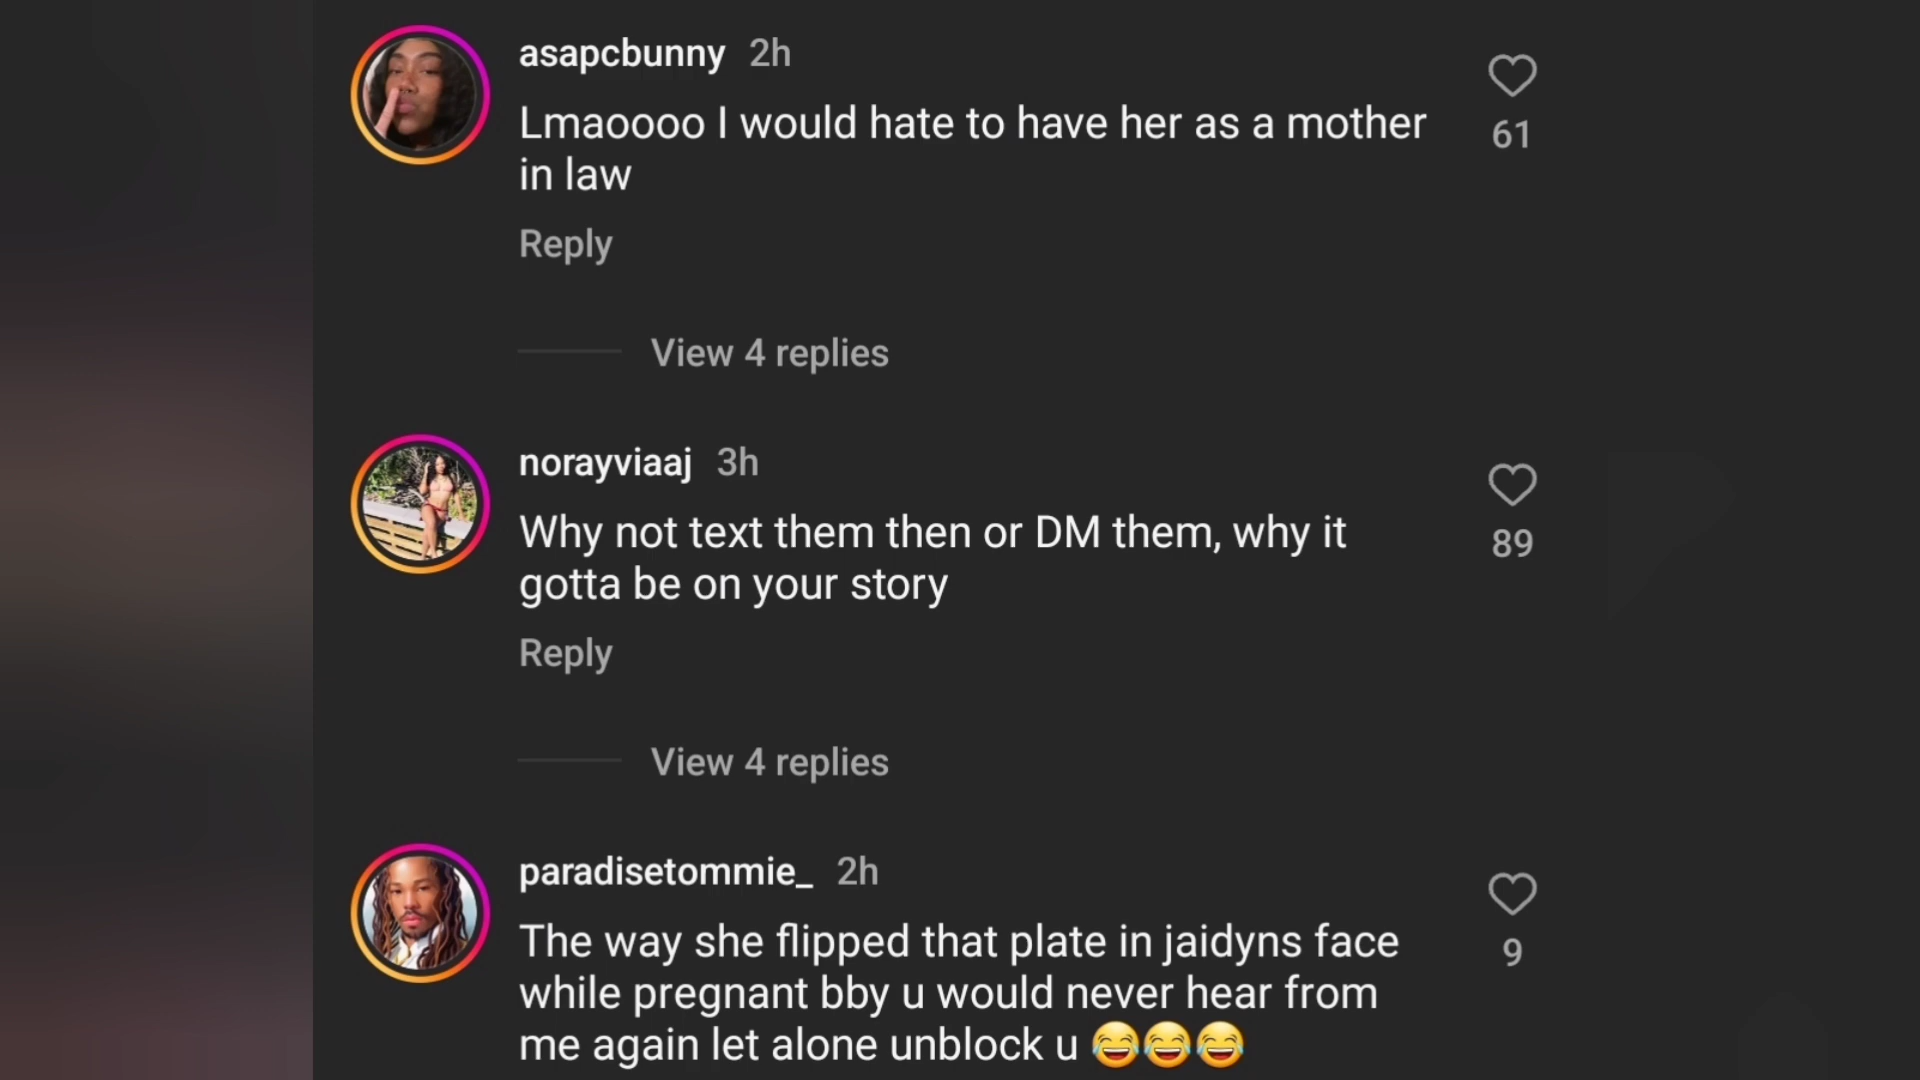 asapcbunny 2h
Lmaoooo I would hate to have her as a mother
in law
61
Reply
View 4 replies
norayviaaj 3h
Why not text them then or DM them, why it
gotta be on your story
89
Reply
View 4 replies
paradisetommie_ 2h
The way she flipped that plate in jaidyns face
while pregnant bby u would never hear from
me again let alone unblock u 😂😂😂
9